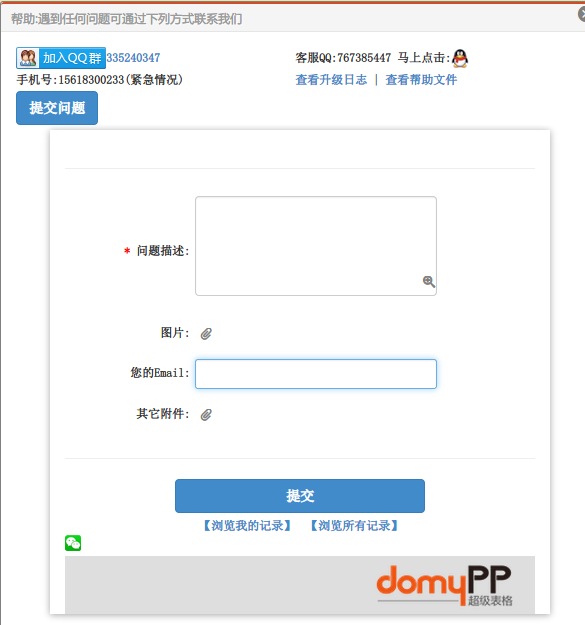 帮助:遇到任何问题可通过下列方式联系我们
加入QQ群 335240347 客服QQ:767385447 马上点击:
手机号:15618300233(紧急情况) 查看升级日志 | 查看帮助文件
提交问题
* 问题描述:
图片:
您的Email:
其它附件:
提交
【浏览我的记录】 【浏览所有记录】
domyPP
超级表格